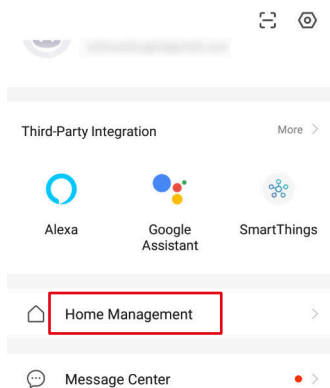 Third-Party Integration More
Alexa Google Assistant SmartThings
Home Management
Message Center